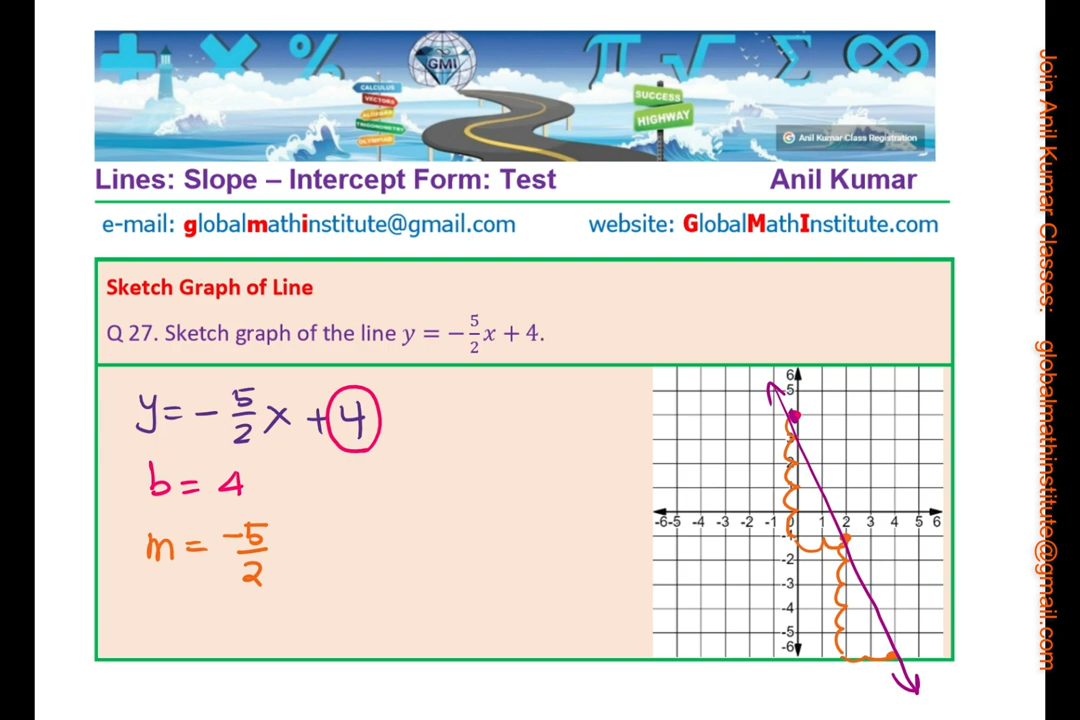 GMI
CALCULUS
VECTORS
ALGEBRA
TRIGONOMETRY
OLYMPIAD
SUCCESS
HIGHWAY
Anil Kumar Class Registration
Lines: Slope – Intercept Form: Test Anil Kumar
e-mail: globalmathinstitute@gmail.com website: GlobalMathInstitute.com
Sketch Graph of Line
Q 27. Sketch graph of the line y = −5/2x + 4.
y = − 5/2 x + 4
b = 4
m = −5/2
6
5
-6 -5 -4 -3 -2 -1 0 1 2 3 4 5 6
-1
-2
-3
-4
-5
-6
Join Anil Kumar Classes: globalmathinstitute@gmail.com